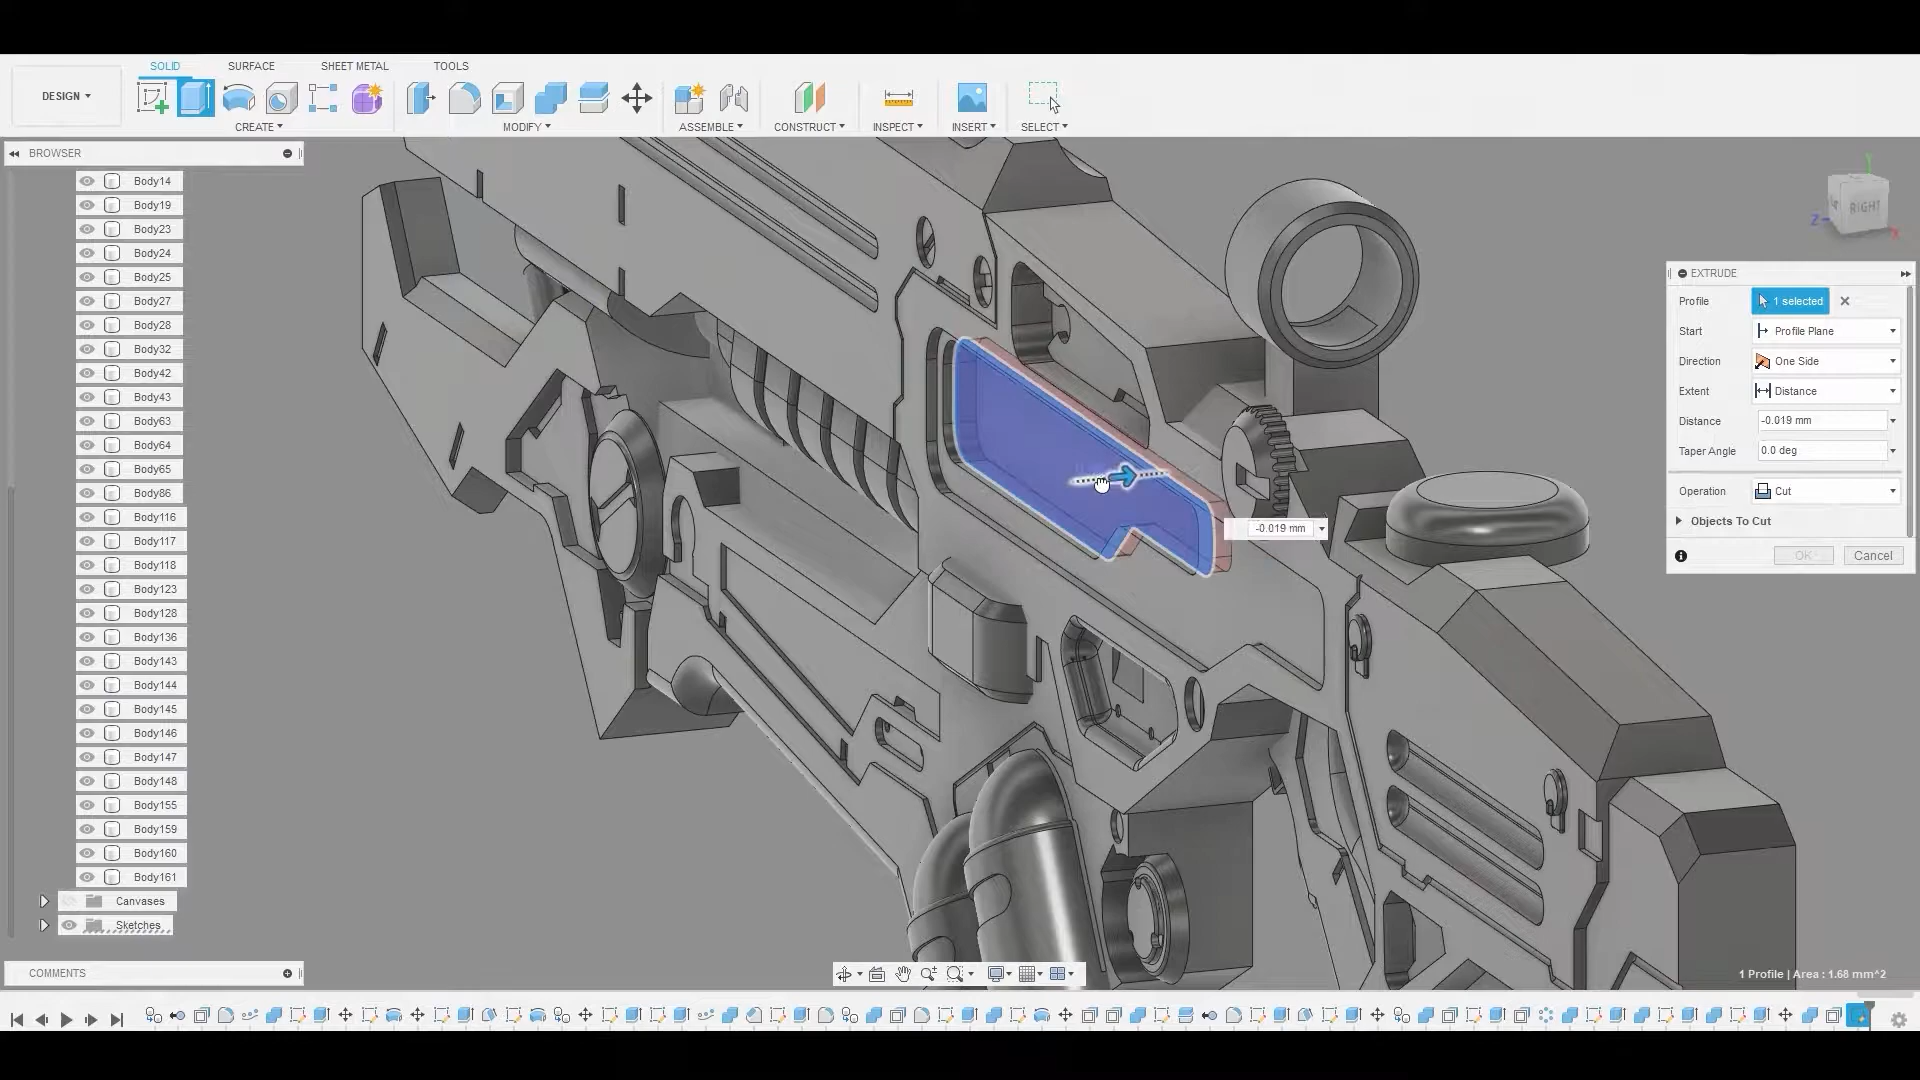 SOLID SURFACE SHEET METAL TOOLS
DESIGN
CREATE MODIFY ASSEMBLE CONSTRUCT INSPECT INSERT SELECT
BROWSER
Body14
Body19
Body23
Body24
Body25
Body27
Body28
Body32
Body42
Body43
Body63
Body64
Body65
Body86
Body116
Body117
Body118
Body123
Body128
Body136
Body143
Body144
Body145
Body146
Body147
Body148
Body155
Body159
Body160
Body161
Canvases
Sketches
COMMENTS
Y
Z
X
RIGHT
-0.019 mm
EXTRUDE
Profile 1 selected
Start Profile Plane
Direction One Side
Extent Distance
Distance -0.019 mm
Taper Angle 0.0 deg
Operation Cut
Objects To Cut
OK Cancel
1 Profile | Area : 1.68 mm^2